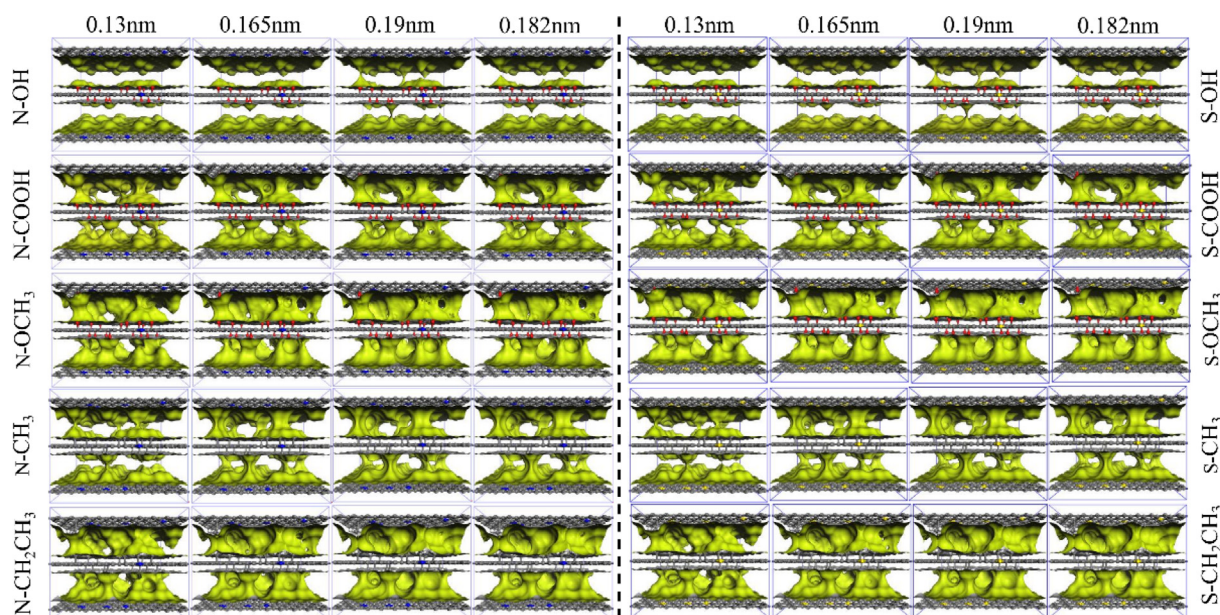 0.13nm 0.165nm 0.19nm 0.182nm 0.13nm 0.165nm 0.19nm 0.182nm
N-OH S-OH
N-COOH S-COOH
N-OCH₃ S-OCH₃
N-CH₃ S-CH₃
N-CH₂CH₃ S-CH₂CH₃